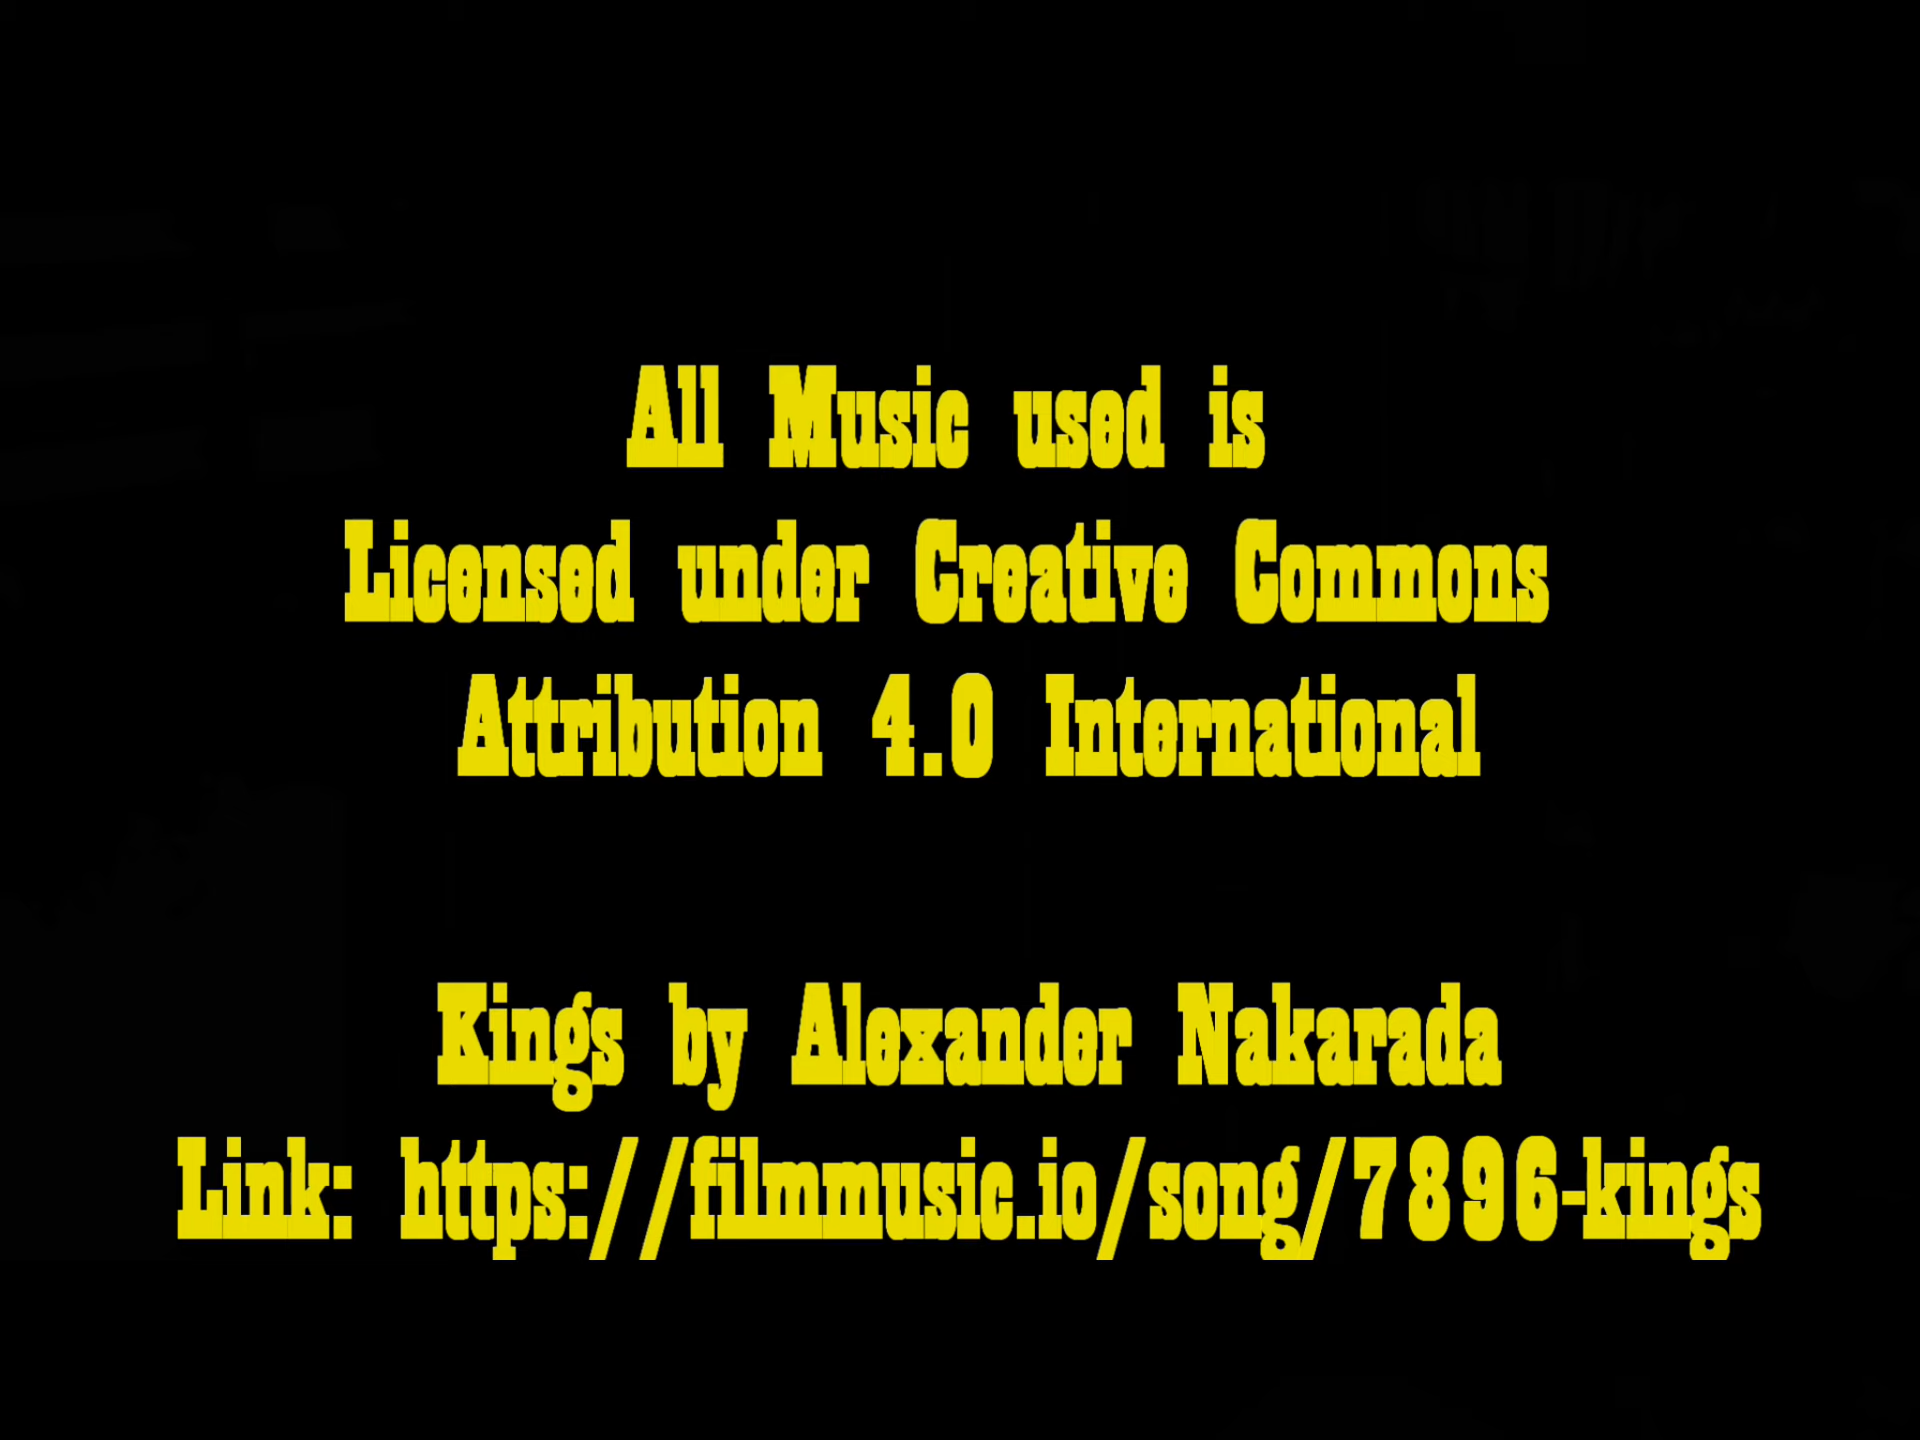 All Music used is
Licensed under Creative Commons
Attribution 4.0 International
Kings by Alexander Nakarada
Link: https://filmmusic.io/song/7896-kings